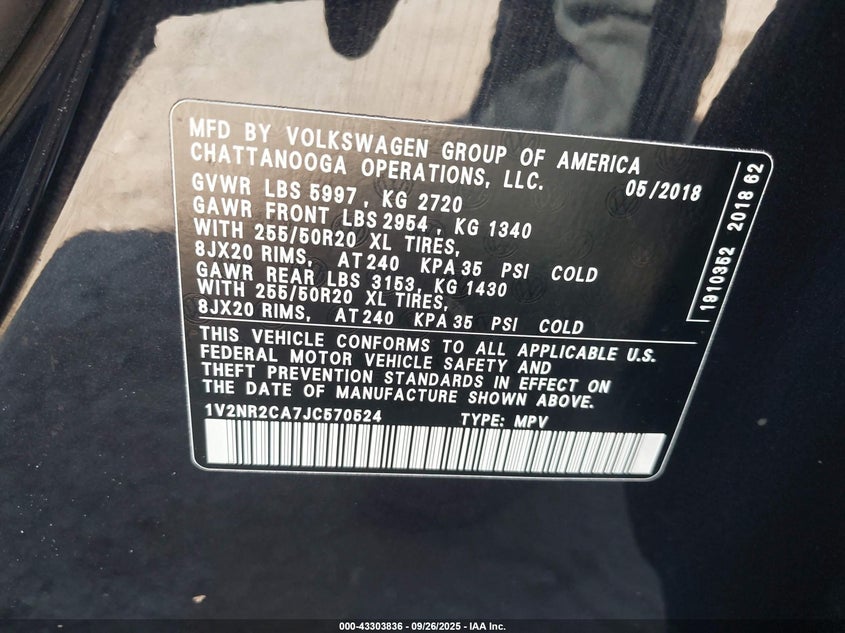 MFD BY VOLKSWAGEN GROUP OF AMERICA
CHATTANOOGA OPERATIONS, LLC. 05/2018
GVWR LBS 5997, KG 2720
GAWR FRONT LBS 2954, KG 1340
WITH 255/50R20 XL TIRES,
8JX20 RIMS, AT 240 KPA 35 PSI COLD
GAWR REAR LBS 3153, KG 1430
WITH 255/50R20 XL TIRES,
8JX20 RIMS, AT 240 KPA 35 PSI COLD
1910352 2018 62
THIS VEHICLE CONFORMS TO ALL APPLICABLE U.S.
FEDERAL MOTOR VEHICLE SAFETY AND
THEFT PREVENTION STANDARDS IN EFFECT ON
THE DATE OF MANUFACTURE SHOWN ABOVE.
1V2NR2CA7JC570524 TYPE: MPV
000-43303836 - 09/26/2025 - IAA Inc.